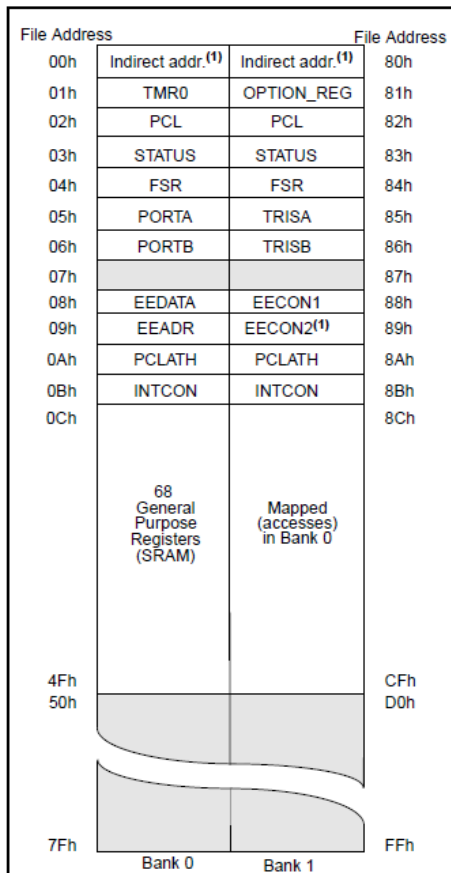 File Address File Address
00h Indirect addr.(1) Indirect addr.(1) 80h
01h TMR0 OPTION_REG 81h
02h PCL PCL 82h
03h STATUS STATUS 83h
04h FSR FSR 84h
05h PORTA TRISA 85h
06h PORTB TRISB 86h
07h 87h
08h EEDATA EECON1 88h
09h EEADR EECON2(1) 89h
0Ah PCLATH PCLATH 8Ah
0Bh INTCON INTCON 8Bh
0Ch 8Ch
68
General
Purpose
Registers
(SRAM)
Mapped
(accesses)
in Bank 0
4Fh CFh
50h D0h
7Fh FFh
Bank 0 Bank 1